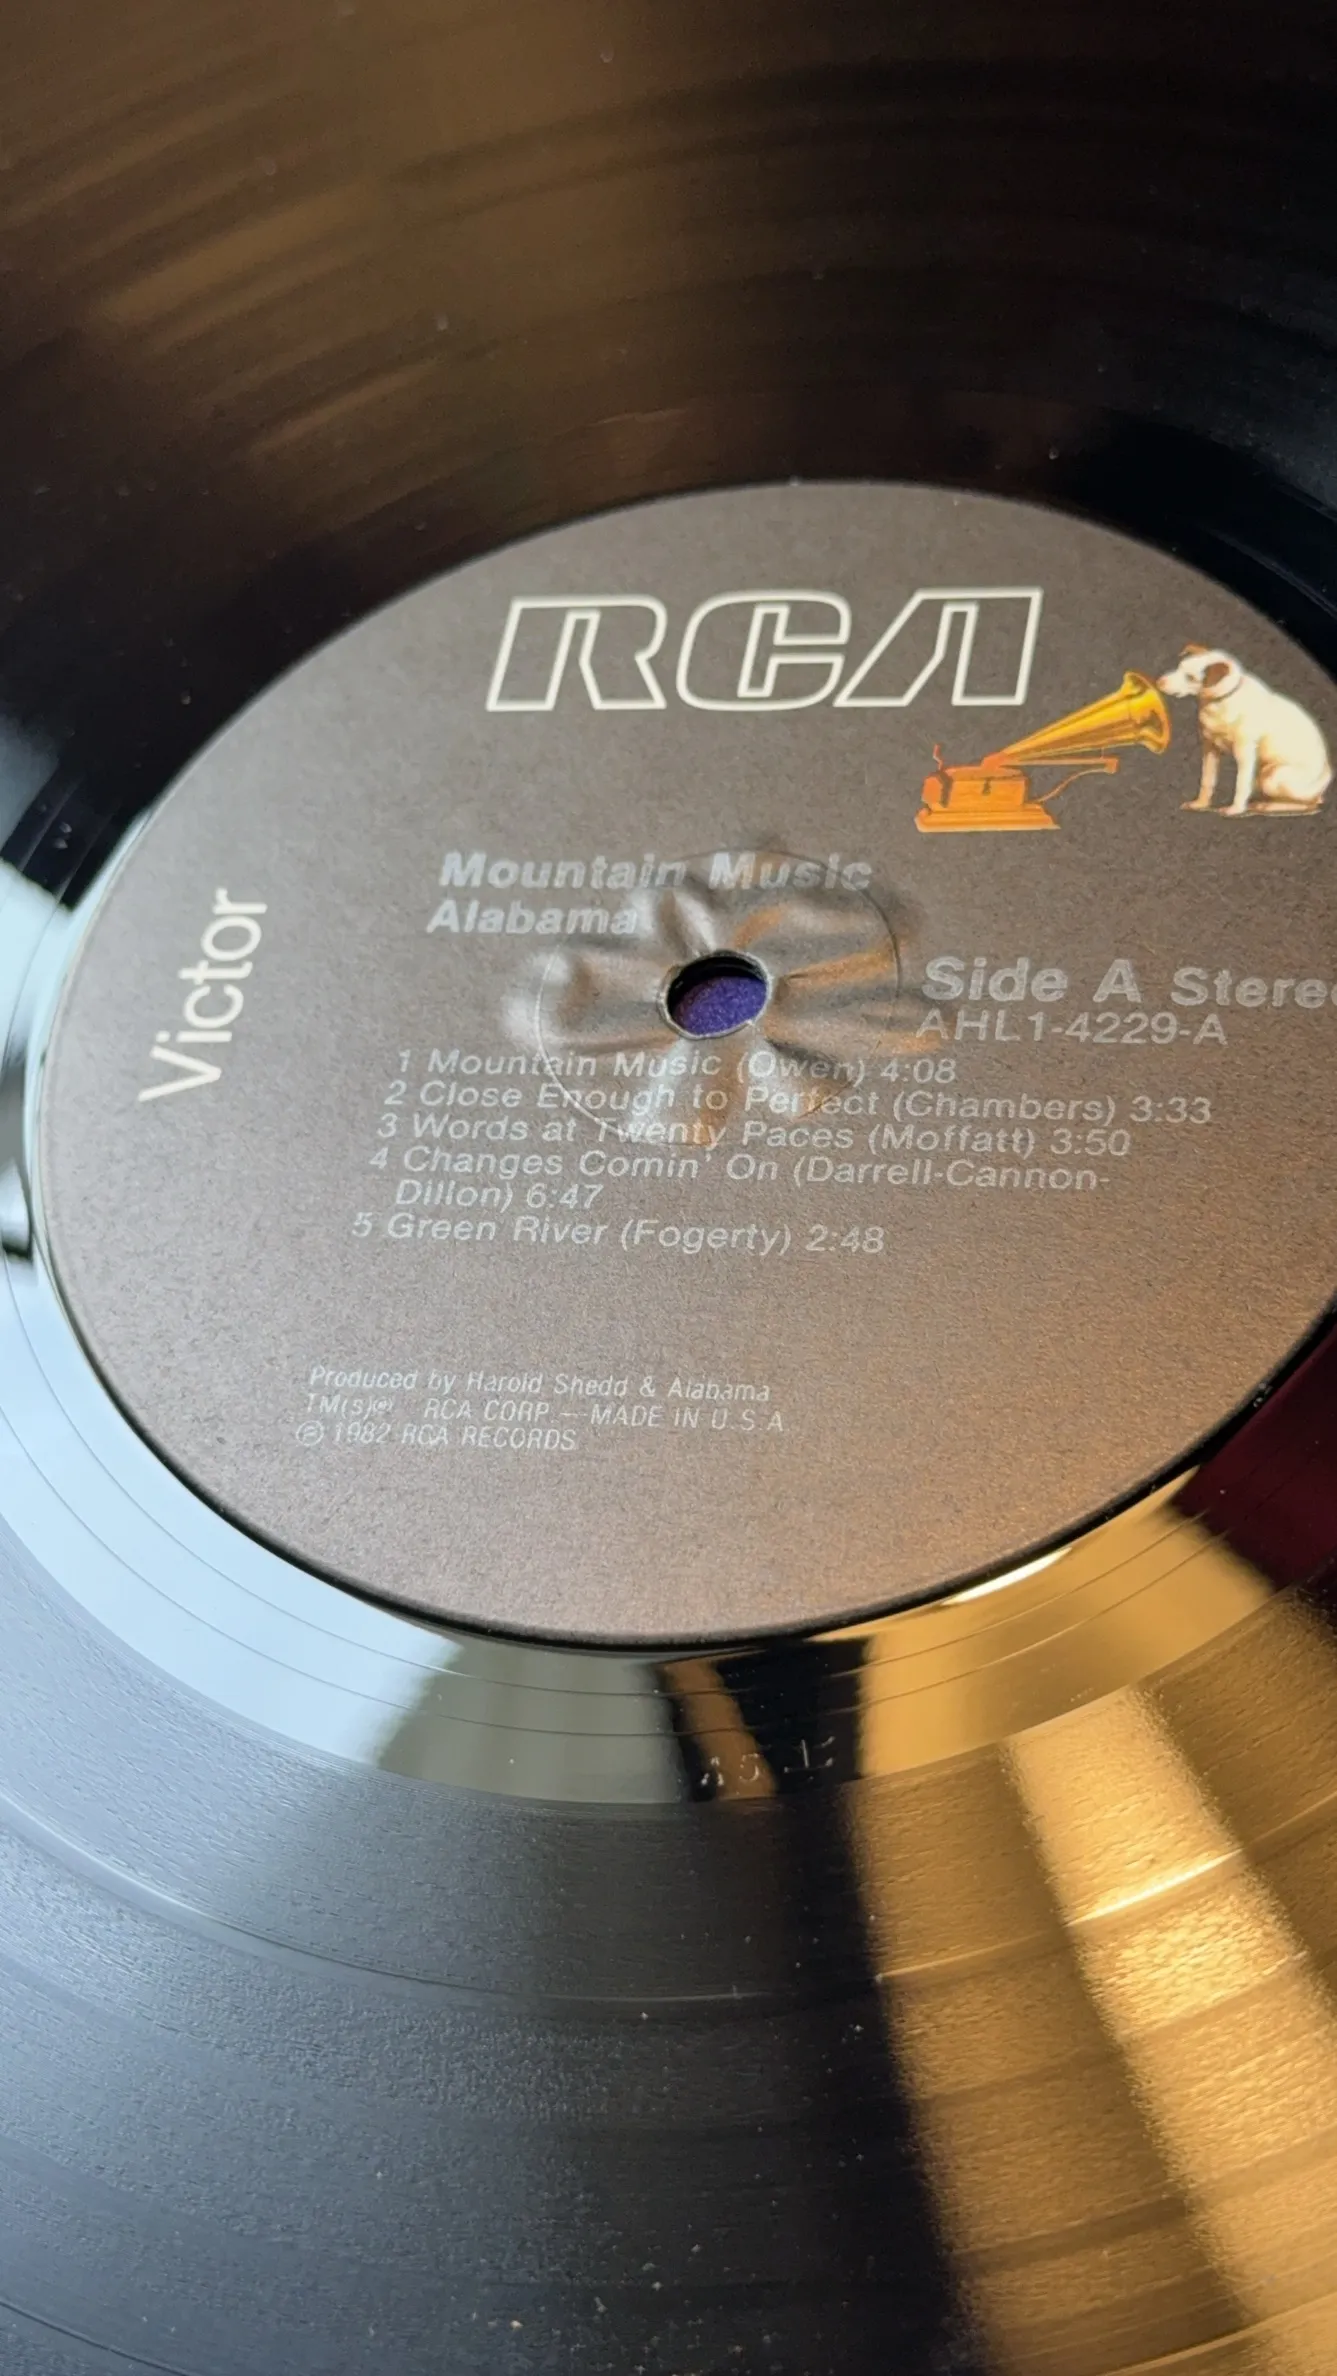 RCA
Victor
Mountain Music
Alabama
Side A Stereo
AHL1-4229-A
1 Mountain Music (Owen) 4:08
2 Close Enough to Perfect (Chambers) 3:33
3 Words at Twenty Paces (Moffatt) 3:50
4 Changes Comin' On (Darrell-Cannon-
Dillon) 6:47
5 Green River (Fogerty) 2:48
Produced by Harold Shedd & Alabama
TM(s)® RCA CORP.—MADE IN U.S.A.
℗ 1982 RCA RECORDS